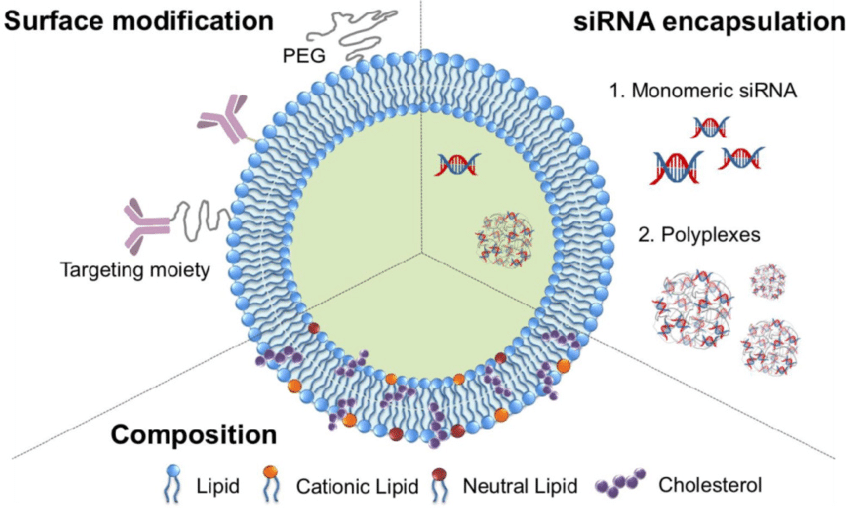 Surface modification
siRNA encapsulation
PEG
1. Monomeric siRNA
2. Polyplexes
Targeting moiety
Composition
Lipid
Cationic Lipid
Neutral Lipid
Cholesterol